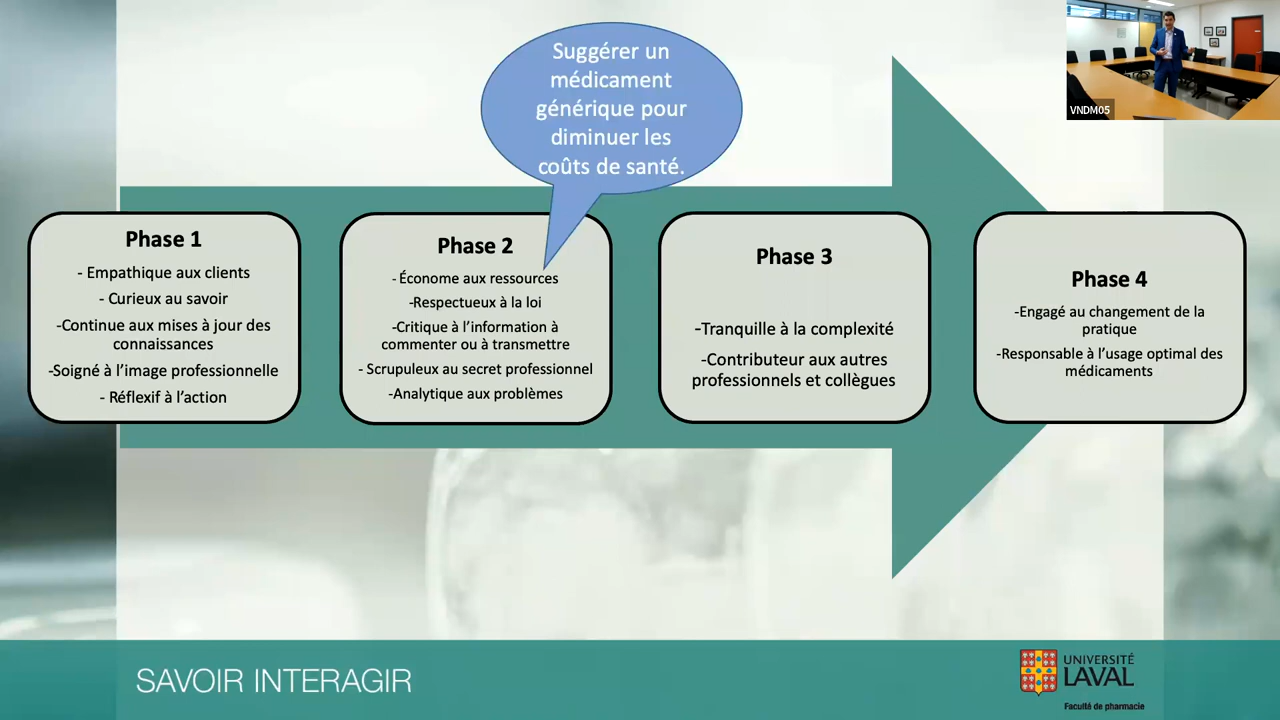 Suggérer un
médicament
générique pour
diminuer les
coûts de santé.
VNDM05
Phase 1
- Empathique aux clients
- Curieux au savoir
-Continue aux mises à jour des
connaissances
-Soigné à l'image professionnelle
- Réflexif à l'action
Phase 2
- Économe aux ressources
-Respectueux à la loi
-Critique à l'information à
commenter ou à transmettre
- Scrupuleux au secret professionnel
-Analytique aux problèmes
Phase 3
-Tranquille à la complexité
-Contributeur aux autres
professionnels et collègues
Phase 4
-Engagé au changement de la
pratique
-Responsable à l'usage optimal des
médicaments
SAVOIR INTERAGIR
UNIVERSITÉ
LAVAL
Faculté de pharmacie